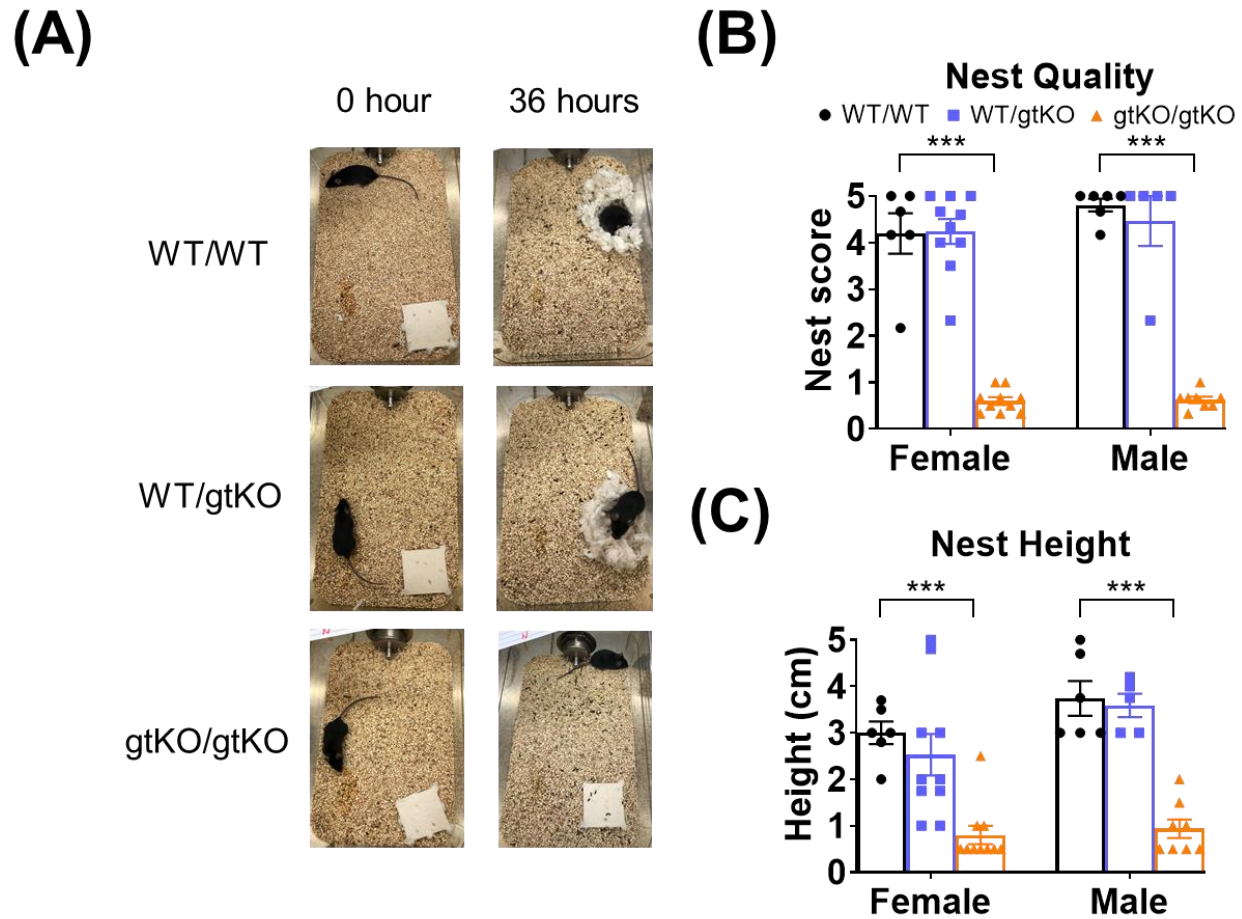 (A)
0 hour 36 hours
WT/WT
WT/gtKO
gtKO/gtKO
(B)
Nest Quality
WT/WT WT/gtKO gtKO/gtKO
*** ***
Nest score
5
4
3
2
1
0
Female Male
(C)
Nest Height
*** ***
Height (cm)
5
4
3
2
1
0
Female Male